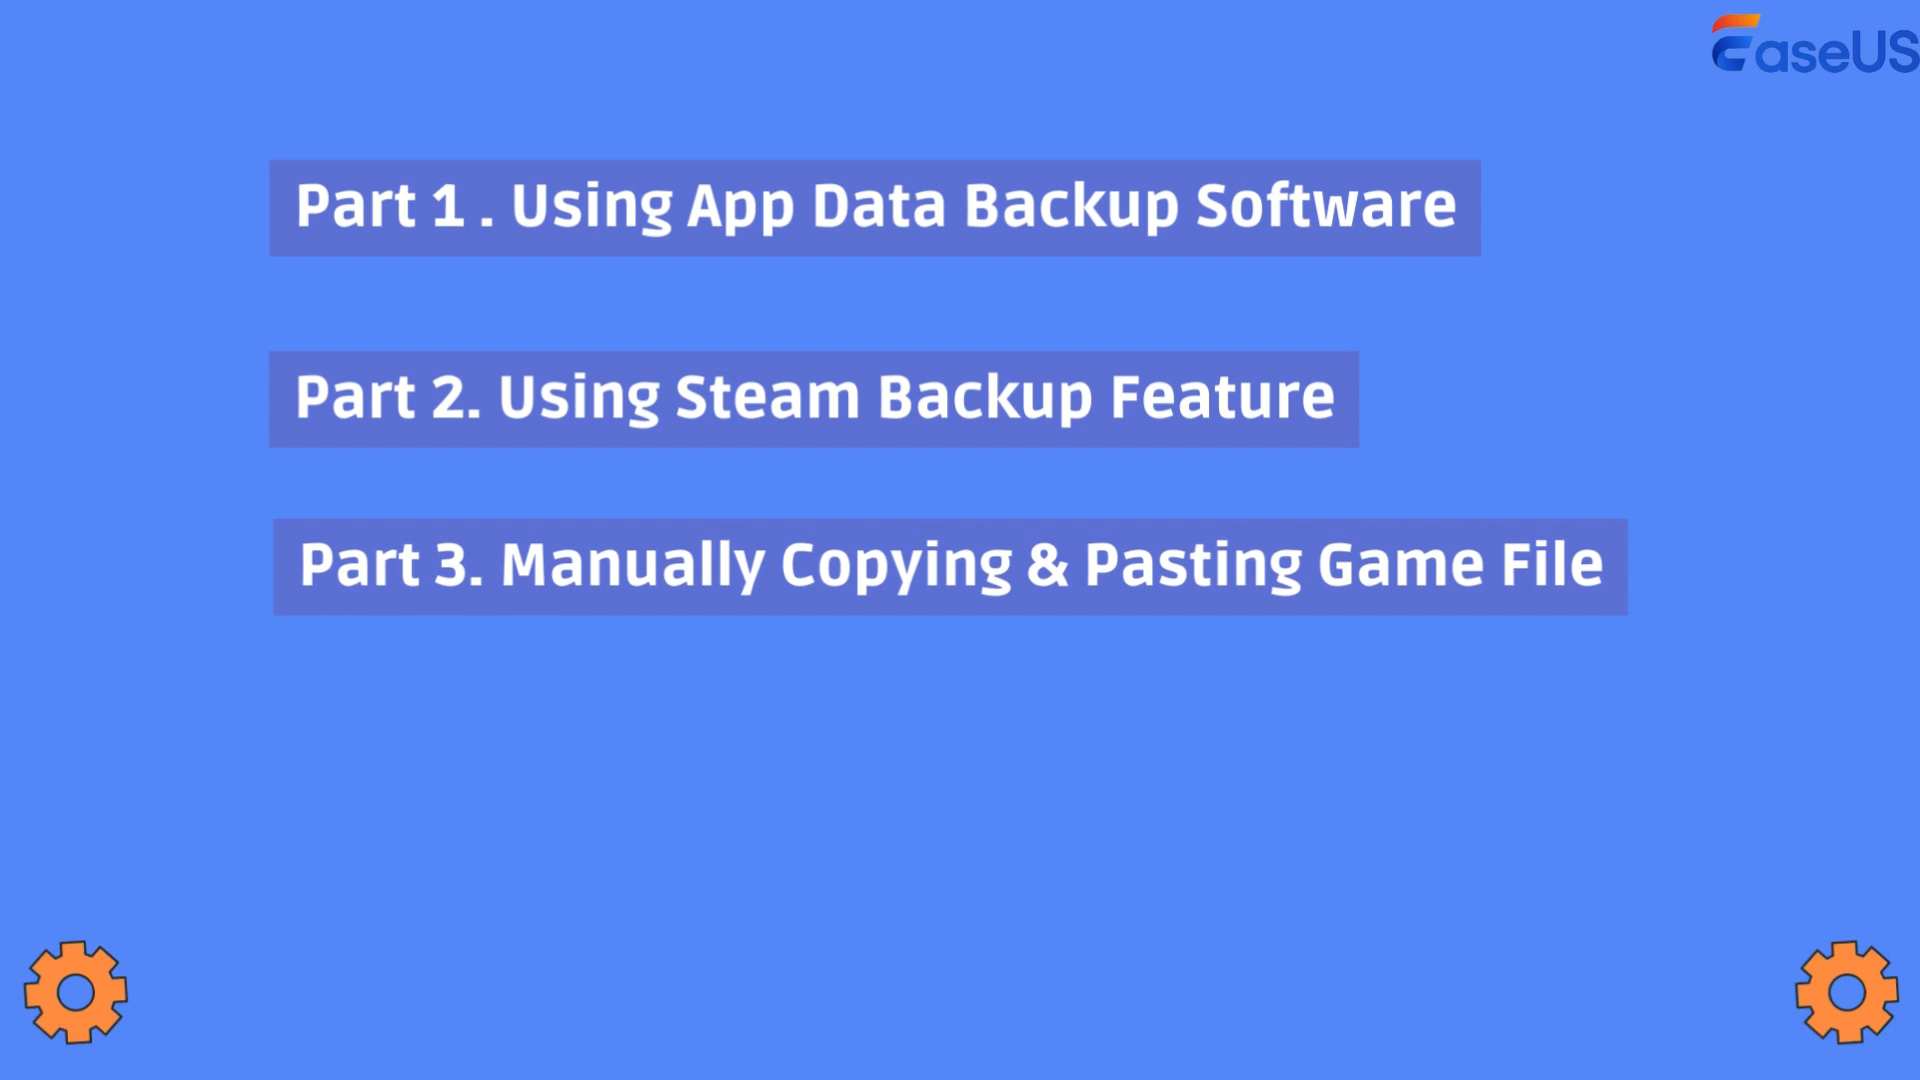 EaseUS
Part 1 . Using App Data Backup Software
Part 2. Using Steam Backup Feature
Part 3. Manually Copying & Pasting Game File